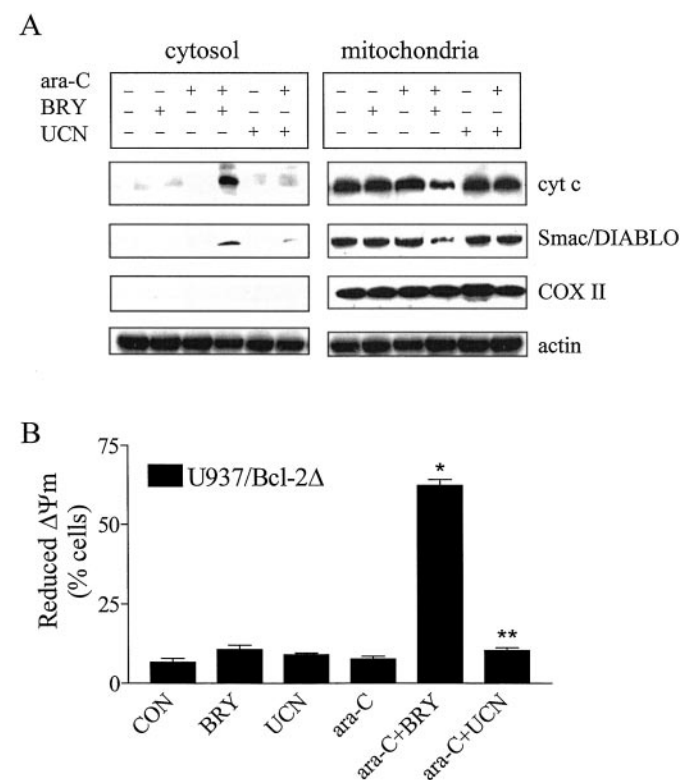 A
cytosol mitochondria
ara-C - - + + - + - - + + - +
BRY - + - + - - - + - + - -
UCN - - - - + + - - - - + +
cyt c
Smac/DIABLO
COX II
actin
B
75
50
25
0
Reduced ΔΨm
(% cells)
U937/Bcl-2Δ
*
**
CON
BRY
UCN
ara-C
ara-C+BRY
ara-C+UCN